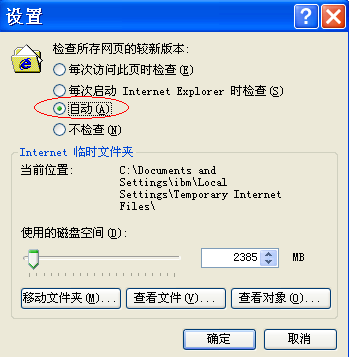 设置
检查所存网页的较新版本:
每次访问此页时检查(E)
每次启动 Internet Explorer 时检查(S)
自动(A)
不检查(N)
Internet 临时文件夹
当前位置: C:\Documents and
Settings\ibm\Local
Settings\Temporary Internet
Files\
使用的磁盘空间(D):
2385 MB
移动文件夹(M)... 查看文件(V)... 查看对象(O)...
确定 取消